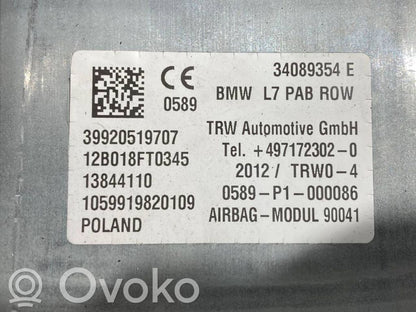 34089354 E
CE
0589
BMW L7 PAB ROW
39920519707
TRW Automotive GmbH
12B018FT0345
Tel. +497172302-0
13844110
2012 / TRWO-4
1059919820109
0589-P1-000086
POLAND
AIRBAG-MODUL 90041
Ovoko